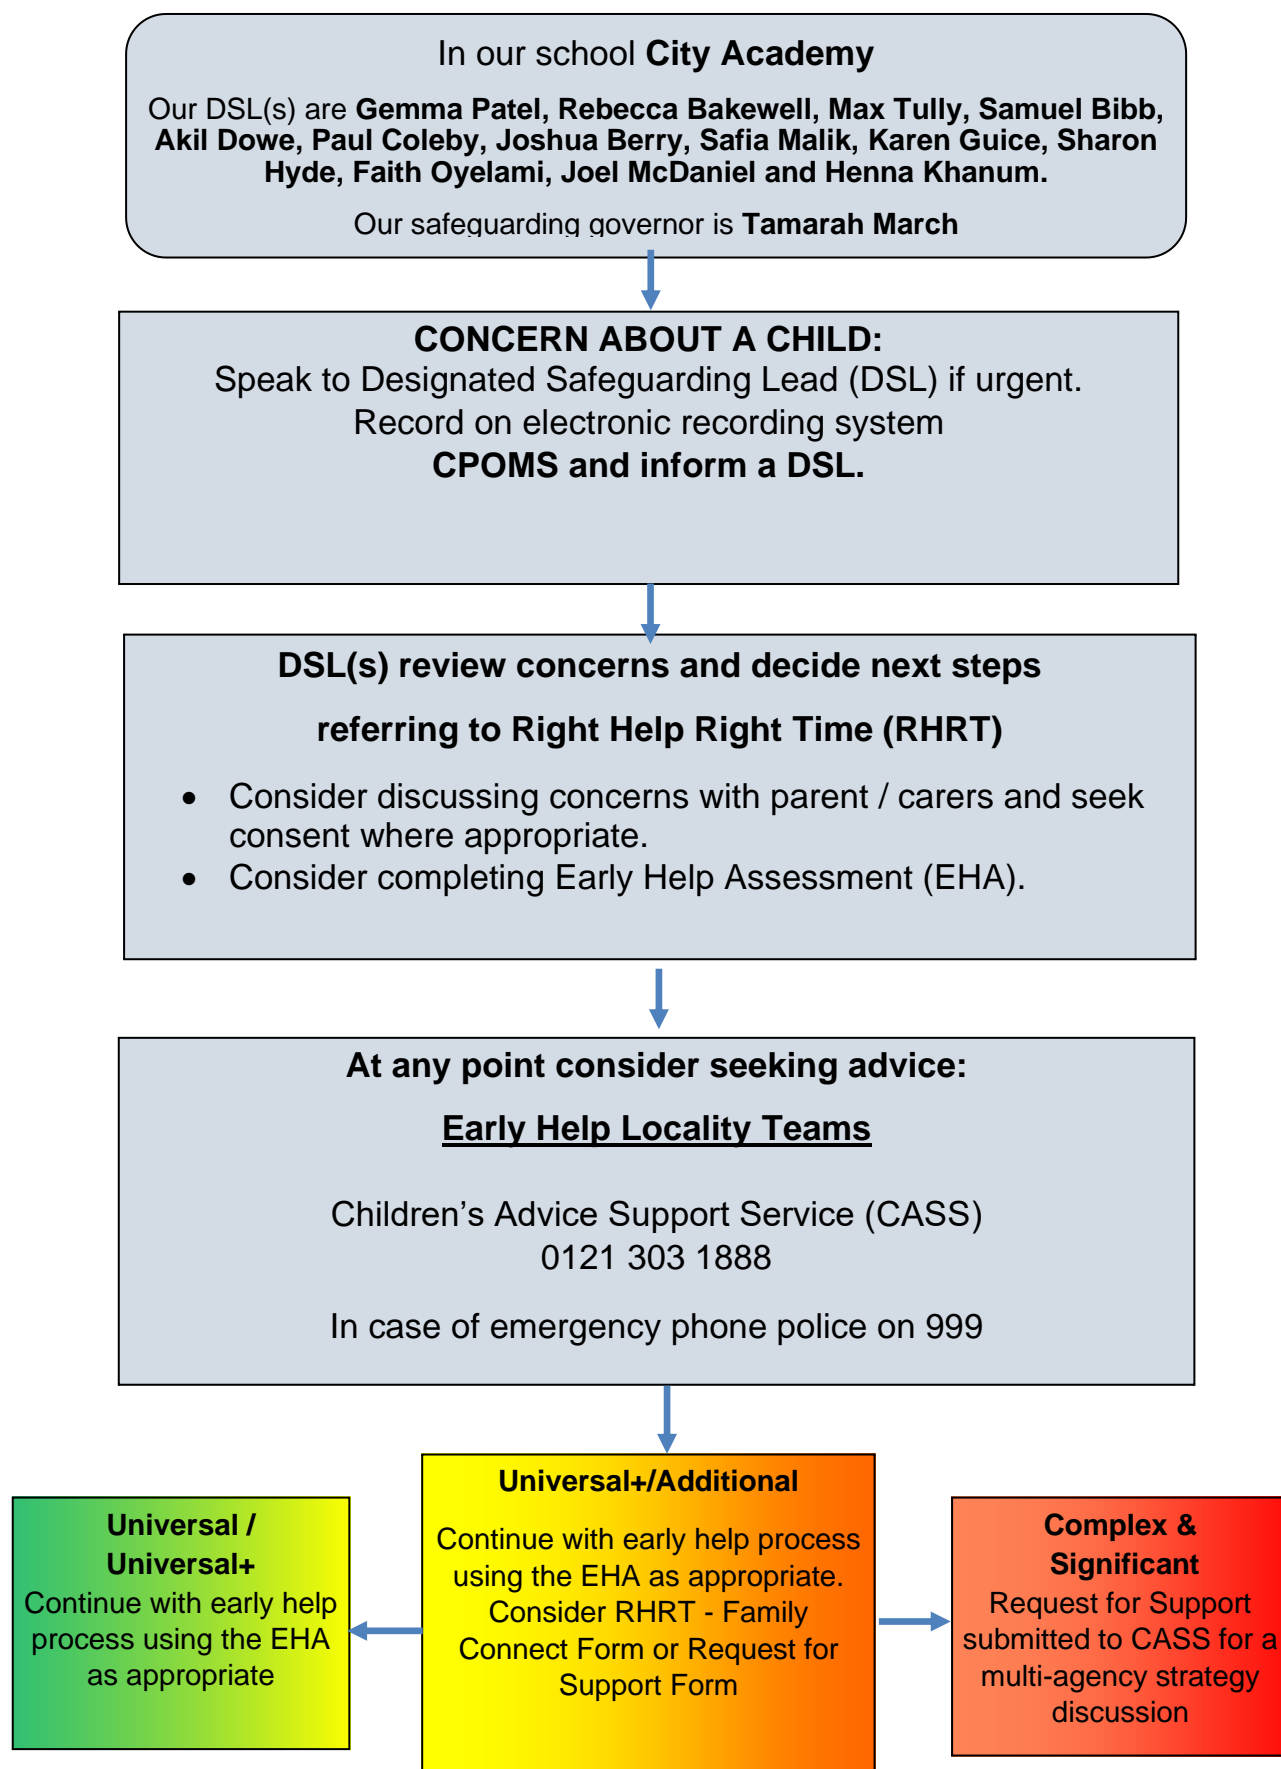 In our school City Academy
Our DSL(s) are Gemma Patel, Rebecca Bakewell, Max Tully, Samuel Bibb,
Akil Dowe, Paul Coleby, Joshua Berry, Safia Malik, Karen Guice, Sharon
Hyde, Faith Oyelami, Joel McDaniel and Henna Khanum.
Our safeguarding governor is Tamarah March
CONCERN ABOUT A CHILD:
Speak to Designated Safeguarding Lead (DSL) if urgent.
Record on electronic recording system
CPOMS and inform a DSL.
DSL(s) review concerns and decide next steps
referring to Right Help Right Time (RHRT)
• Consider discussing concerns with parent / carers and seek
consent where appropriate.
• Consider completing Early Help Assessment (EHA).
At any point consider seeking advice:
Early Help Locality Teams
Children’s Advice Support Service (CASS)
0121 303 1888
In case of emergency phone police on 999
Universal /
Universal+
Continue with early help
process using the EHA
as appropriate
Universal+/Additional
Continue with early help process
using the EHA as appropriate.
Consider RHRT - Family
Connect Form or Request for
Support Form
Complex &
Significant
Request for Support
submitted to CASS for a
multi-agency strategy
discussion